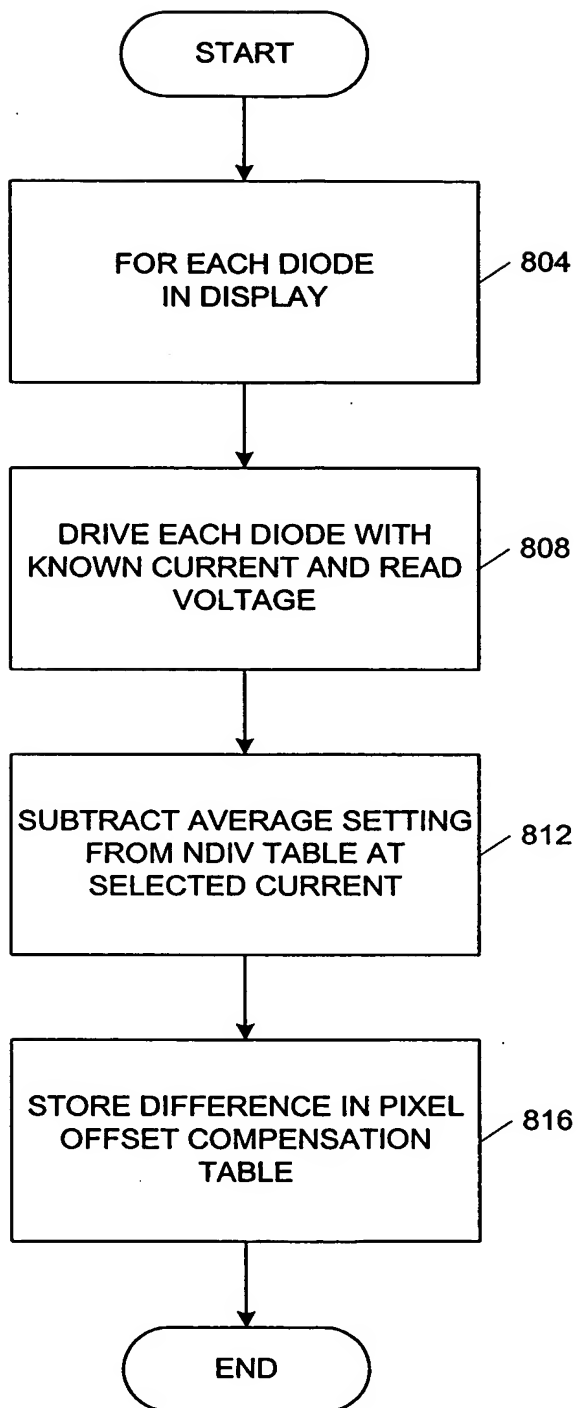 START
FOR EACH DIODE
IN DISPLAY
804
DRIVE EACH DIODE WITH
KNOWN CURRENT AND READ
VOLTAGE
808
SUBTRACT AVERAGE SETTING
FROM NDIV TABLE AT
SELECTED CURRENT
812
STORE DIFFERENCE IN PIXEL
OFFSET COMPENSATION
TABLE
816
END